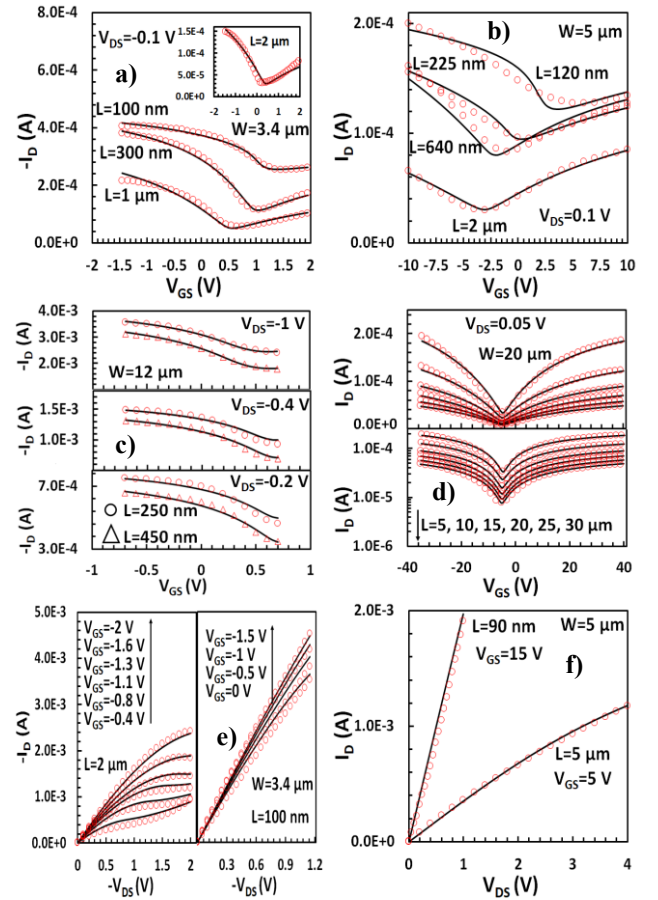 8.0E-4
6.0E-4
4.0E-4
2.0E-4
0.0E+0
-I_D (A)
V_DS=-0.1 V
a)
L=100 nm
L=300 nm
L=1 μm
W=3.4 μm
1.5E-4
1.0E-4
5.0E-5
0.0E+0
L=2 μm
-2 -1 0 1 2
-2 -1.5 -1 -0.5 0 0.5 1 1.5 2
V_GS (V)
2.0E-4
1.0E-4
0.0E+0
I_D (A)
b)
W=5 μm
L=225 nm
L=120 nm
L=640 nm
L=2 μm
V_DS=0.1 V
-10 -7.5 -5 -2.5 0 2.5 5 7.5 10
V_GS (V)
4.0E-3
3.0E-3
2.0E-3
-I_D (A)
V_DS=-1 V
W=12 μm
1.5E-3
1.0E-3
-I_D (A)
c)
V_DS=-0.4 V
3.0E-4
-I_D (A)
V_DS=-0.2 V
L=250 nm
L=450 nm
-1 -0.6 -0.2 0.2 0.6 1
V_GS (V)
2.0E-4
1.0E-4
0.0E+0
I_D (A)
V_DS=0.05 V
W=20 μm
1.0E-4
1.0E-5
1.0E-6
I_D (A)
d)
L=5, 10, 15, 20, 25, 30 μm
-40 -20 0 20 40
V_GS (V)
5.0E-3
4.0E-3
3.0E-3
2.0E-3
1.0E-3
0.0E+0
-I_D (A)
V_GS=-2 V
V_GS=-1.6 V
V_GS=-1.3 V
V_GS=-1.1 V
V_GS=-0.8 V
V_GS=-0.4 V
L=2 μm
0 0.5 1 1.5 2
-V_DS (V)
V_GS=-1.5 V
V_GS=-1 V
V_GS=-0.5 V
V_GS=0 V
e)
W=3.4 μm
L=100 nm
0.3 0.6 0.9 1.2
-V_DS (V)
2.0E-3
1.0E-3
0.0E+0
I_D (A)
L=90 nm
V_GS=15 V
W=5 μm
f)
L=5 μm
V_GS=5 V
0 1 2 3 4
V_DS (V)